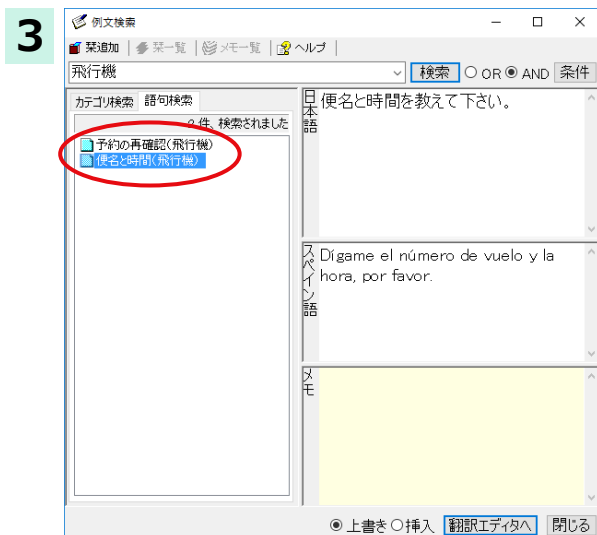 3
例文検索
栞追加 栞一覧 メモ一覧 ヘルプ
飛行機 検索 OR AND 条件
カテゴリ検索 語句検索
2 件、検索されました
予約の再確認(飛行機)
便名と時間(飛行機)
日本語
便名と時間を教えて下さい。
スペイン語
Dígame el número de vuelo y la
hora, por favor.
メモ
上書き 挿入 翻訳エディタへ 閉じる